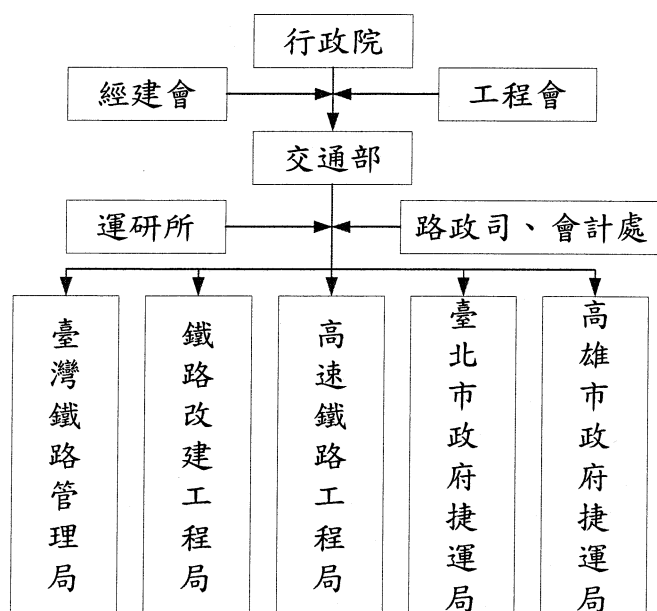 行政院
經建會
工程會
交通部
運研所
路政司、會計處
臺灣鐵路管理局
鐵路改建工程局
高速鐵路工程局
臺北市政府捷運局
高雄市政府捷運局